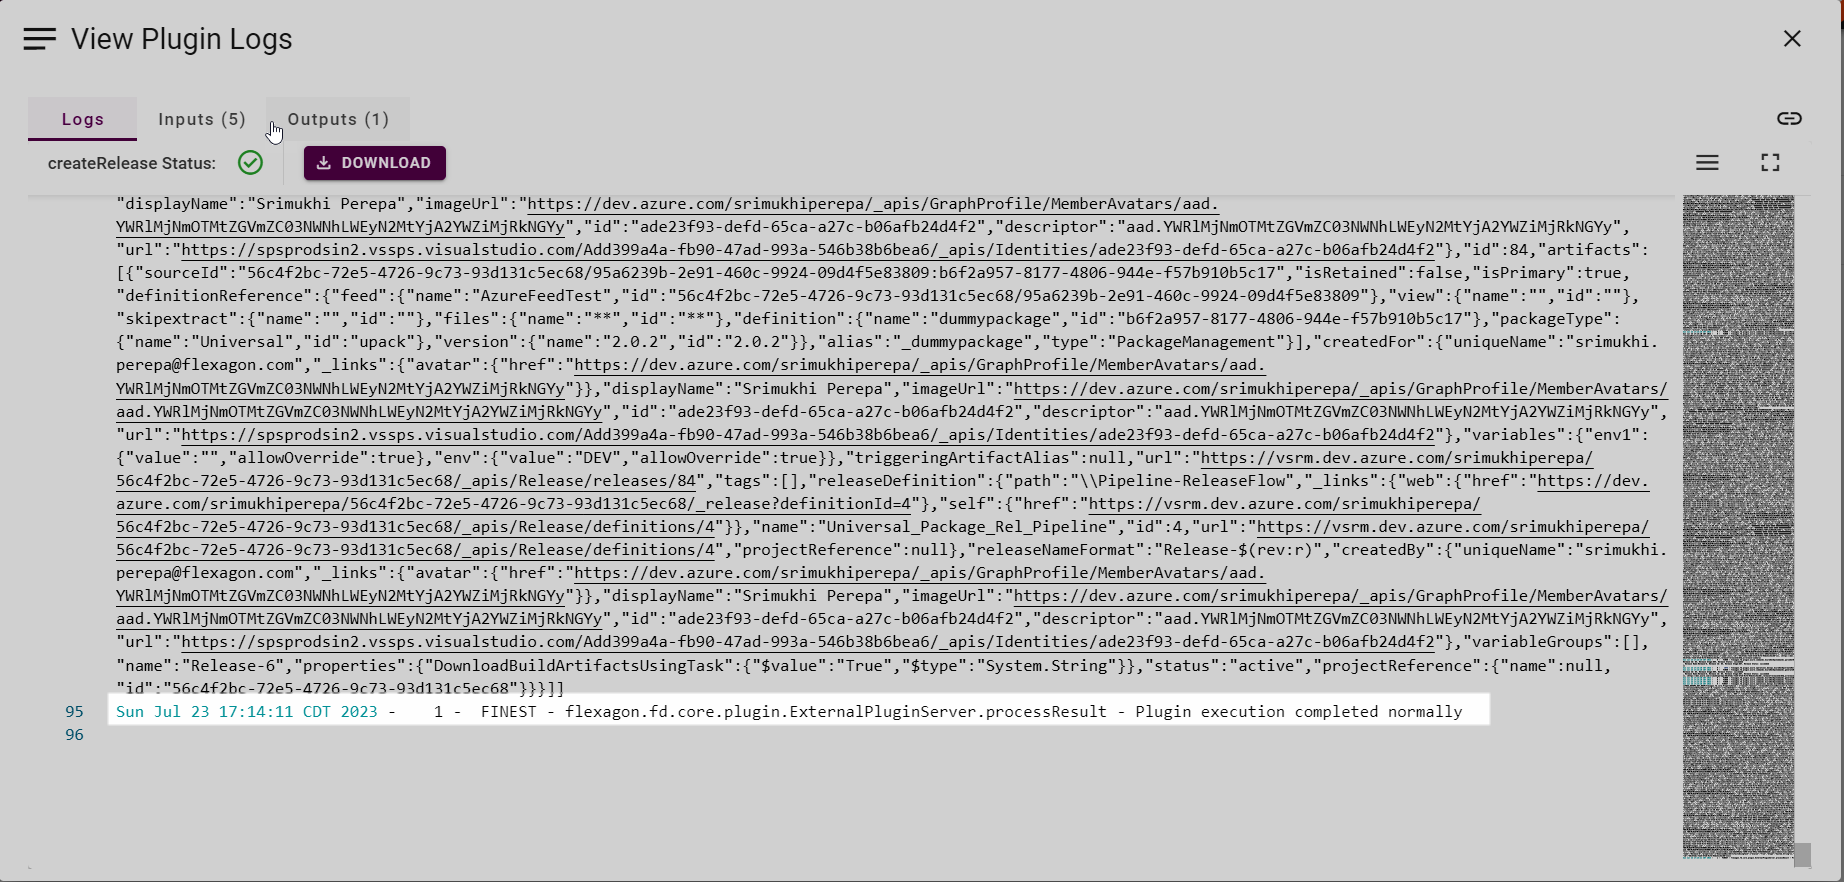 View Plugin Logs
Logs Inputs (5) Outputs (1)
createRelease Status: DOWNLOAD
"displayName":"Srimukhi Perepa","imageUrl":"https://dev.azure.com/srimukhiperepa/_apis/GraphProfile/MemberAvatars/aad.
YWRlMjNmOTMtZGVmZC03NWNhLWEyN2MtYjA2YWZiMjRkNGYy","id":"ade23f93-defd-65ca-a27c-b06afb24d4f2","descriptor":"aad.YWRlMjNmOTMtZGVmZC03NWNhLWEyN2MtYjA2YWZiMjRkNGYy",
"url":"https://spsprodsin2.vssps.visualstudio.com/Add399a4a-fb90-47ad-993a-546b38b6bea6/_apis/Identities/ade23f93-defd-65ca-a27c-b06afb24d4f2"},"id":84,"artifacts":
[{"sourceId":"56c4f2bc-72e5-4726-9c73-93d131c5ec68/95a6239b-2e91-460c-9924-09d4f5e83809:b6f2a957-8177-4806-944e-f57b910b5c17","isRetained":false,"isPrimary":true,
"definitionReference":{"feed":{"name":"AzureFeedTest","id":"56c4f2bc-72e5-4726-9c73-93d131c5ec68/95a6239b-2e91-460c-9924-09d4f5e83809"},"view":{"name":"","id":""},
"skipextract":{"name":"","id":""},"files":{"name":"**","id":"**"},"definition":{"name":"dummypackage","id":"b6f2a957-8177-4806-944e-f57b910b5c17"},"packageType":
{"name":"Universal","id":"upack"},"version":{"name":"2.0.2","id":"2.0.2"}},"alias":"_dummypackage","type":"PackageManagement"}],"createdFor":{"uniqueName":"srimukhi.
perepa@flexagon.com","_links":{"avatar":{"href":"https://dev.azure.com/srimukhiperepa/_apis/GraphProfile/MemberAvatars/aad.
YWRlMjNmOTMtZGVmZC03NWNhLWEyN2MtYjA2YWZiMjRkNGYy"}},"displayName":"Srimukhi Perepa","imageUrl":"https://dev.azure.com/srimukhiperepa/_apis/GraphProfile/MemberAvatars/
aad.YWRlMjNmOTMtZGVmZC03NWNhLWEyN2MtYjA2YWZiMjRkNGYy","id":"ade23f93-defd-65ca-a27c-b06afb24d4f2","descriptor":"aad.YWRlMjNmOTMtZGVmZC03NWNhLWEyN2MtYjA2YWZiMjRkNGYy",
"url":"https://spsprodsin2.vssps.visualstudio.com/Add399a4a-fb90-47ad-993a-546b38b6bea6/_apis/Identities/ade23f93-defd-65ca-a27c-b06afb24d4f2"},"variables":{"env1":
{"value":"","allowOverride":true},"env":{"value":"DEV","allowOverride":true}},"triggeringArtifactAlias":null,"url":"https://vsrm.dev.azure.com/srimukhiperepa/
56c4f2bc-72e5-4726-9c73-93d131c5ec68/_apis/Release/releases/84","tags":[],"releaseDefinition":{"path":"\\Pipeline-ReleaseFlow","_links":{"web":{"href":"https://dev.
azure.com/srimukhiperepa/56c4f2bc-72e5-4726-9c73-93d131c5ec68/_release?definitionId=4"},"self":{"href":"https://vsrm.dev.azure.com/srimukhiperepa/
56c4f2bc-72e5-4726-9c73-93d131c5ec68/_apis/Release/definitions/4"}},"name":"Universal_Package_Rel_Pipeline","id":4,"url":"https://vsrm.dev.azure.com/srimukhiperepa/
56c4f2bc-72e5-4726-9c73-93d131c5ec68/_apis/Release/definitions/4","projectReference":null},"releaseNameFormat":"Release-$(rev:r)","createdBy":{"uniqueName":"srimukhi.
perepa@flexagon.com","_links":{"avatar":{"href":"https://dev.azure.com/srimukhiperepa/_apis/GraphProfile/MemberAvatars/aad.
YWRlMjNmOTMtZGVmZC03NWNhLWEyN2MtYjA2YWZiMjRkNGYy"}},"displayName":"Srimukhi Perepa","imageUrl":"https://dev.azure.com/srimukhiperepa/_apis/GraphProfile/MemberAvatars/
aad.YWRlMjNmOTMtZGVmZC03NWNhLWEyN2MtYjA2YWZiMjRkNGYy","id":"ade23f93-defd-65ca-a27c-b06afb24d4f2","descriptor":"aad.YWRlMjNmOTMtZGVmZC03NWNhLWEyN2MtYjA2YWZiMjRkNGYy",
"url":"https://spsprodsin2.vssps.visualstudio.com/Add399a4a-fb90-47ad-993a-546b38b6bea6/_apis/Identities/ade23f93-defd-65ca-a27c-b06afb24d4f2"},"variableGroups":[],
"name":"Release-6","properties":{"DownloadBuildArtifactsUsingTask":{"$value":"True","$type":"System.String"}},"status":"active","projectReference":{"name":null,
"id":"56c4f2bc-72e5-4726-9c73-93d131c5ec68"}}}]]
95 Sun Jul 23 17:14:11 CDT 2023 - 1 - FINEST - flexagon.fd.core.plugin.ExternalPluginServer.processResult - Plugin execution completed normally
96